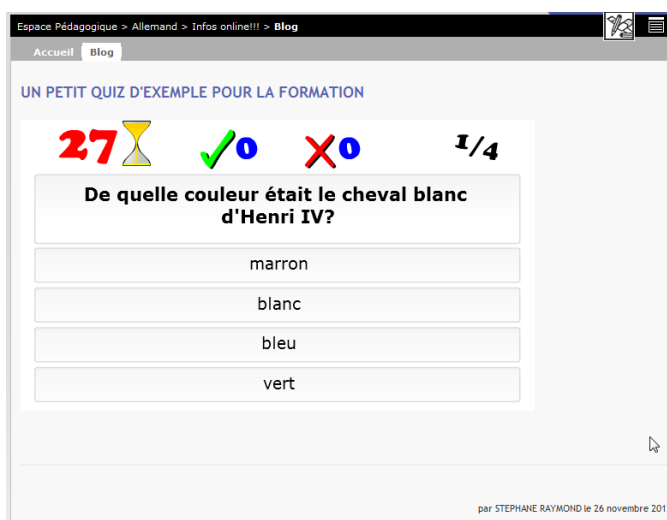 Espace Pédagogique > Allemand > Infos online!!! > Blog
Accueil Blog
UN PETIT QUIZ D'EXEMPLE POUR LA FORMATION
27 0 0 1/4
De quelle couleur était le cheval blanc
d'Henri IV?
marron
blanc
bleu
vert
par STEPHANE RAYMOND le 26 novembre 201